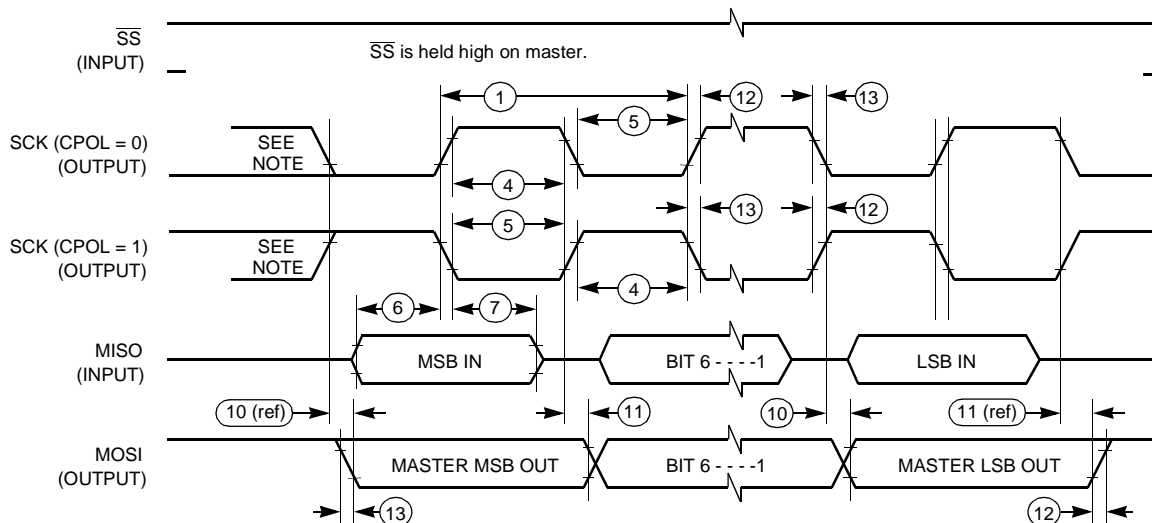 SS
(INPUT)
SS is held high on master.
1
12
13
5
SCK (CPOL = 0)
(OUTPUT)
SEE
NOTE
4
5
13
12
SCK (CPOL = 1)
(OUTPUT)
SEE
NOTE
4
6
7
MISO
(INPUT)
MSB IN
BIT 6 - - - -1
LSB IN
10 (ref)
11
10
11 (ref)
MOSI
(OUTPUT)
MASTER MSB OUT
BIT 6 - - - -1
MASTER LSB OUT
13
12